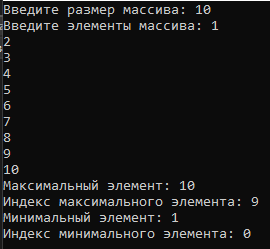 Введите размер массива: 10
Введите элементы массива: 1
2
3
4
5
6
7
8
9
10
Максимальный элемент: 10
Индекс максимального элемента: 9
Минимальный элемент: 1
Индекс минимального элемента: 0